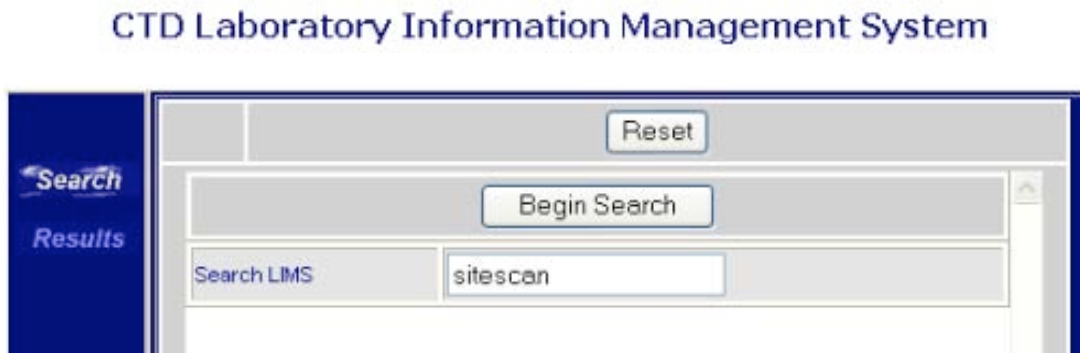 CTD Laboratory Information Management System
Reset
Search
Begin Search
Results
Search LIMS
sitescan